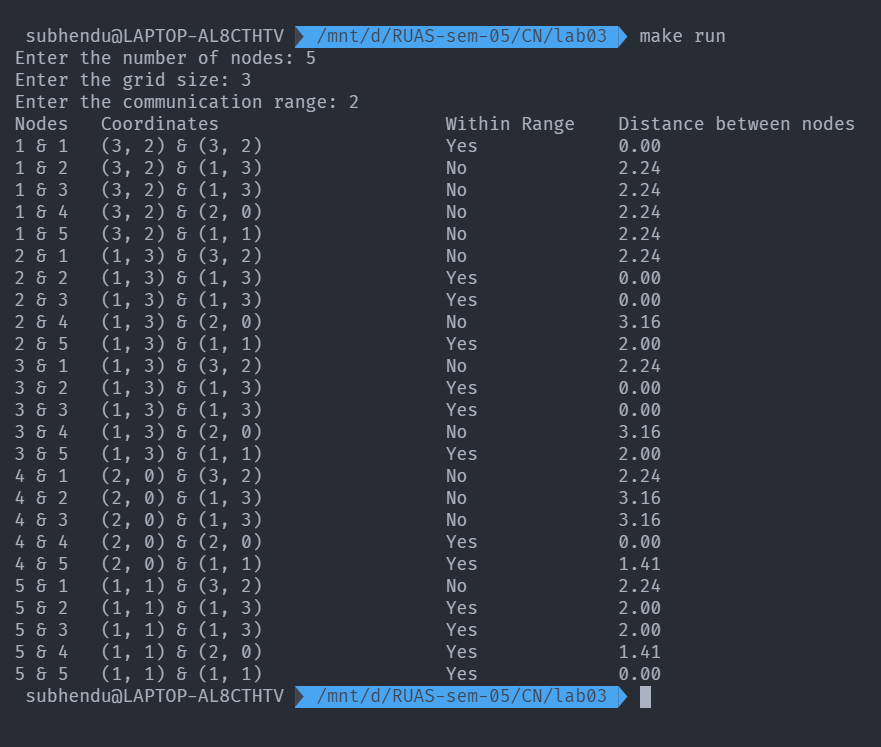 subhendu@LAPTOP-AL8CTHTV /mnt/d/RUAS-sem-05/CN/lab03 make run
Enter the number of nodes: 5
Enter the grid size: 3
Enter the communication range: 2
Nodes Coordinates Within Range Distance between nodes
1 & 1 (3, 2) & (3, 2) Yes 0.00
1 & 2 (3, 2) & (1, 3) No 2.24
1 & 3 (3, 2) & (1, 3) No 2.24
1 & 4 (3, 2) & (2, 0) No 2.24
1 & 5 (3, 2) & (1, 1) No 2.24
2 & 1 (1, 3) & (3, 2) No 2.24
2 & 2 (1, 3) & (1, 3) Yes 0.00
2 & 3 (1, 3) & (1, 3) Yes 0.00
2 & 4 (1, 3) & (2, 0) No 3.16
2 & 5 (1, 3) & (1, 1) Yes 2.00
3 & 1 (1, 3) & (3, 2) No 2.24
3 & 2 (1, 3) & (1, 3) Yes 0.00
3 & 3 (1, 3) & (1, 3) Yes 0.00
3 & 4 (1, 3) & (2, 0) No 3.16
3 & 5 (1, 3) & (1, 1) Yes 2.00
4 & 1 (2, 0) & (3, 2) No 2.24
4 & 2 (2, 0) & (1, 3) No 3.16
4 & 3 (2, 0) & (1, 3) No 3.16
4 & 4 (2, 0) & (2, 0) Yes 0.00
4 & 5 (2, 0) & (1, 1) Yes 1.41
5 & 1 (1, 1) & (3, 2) No 2.24
5 & 2 (1, 1) & (1, 3) Yes 2.00
5 & 3 (1, 1) & (1, 3) Yes 2.00
5 & 4 (1, 1) & (2, 0) Yes 1.41
5 & 5 (1, 1) & (1, 1) Yes 0.00
subhendu@LAPTOP-AL8CTHTV /mnt/d/RUAS-sem-05/CN/lab03